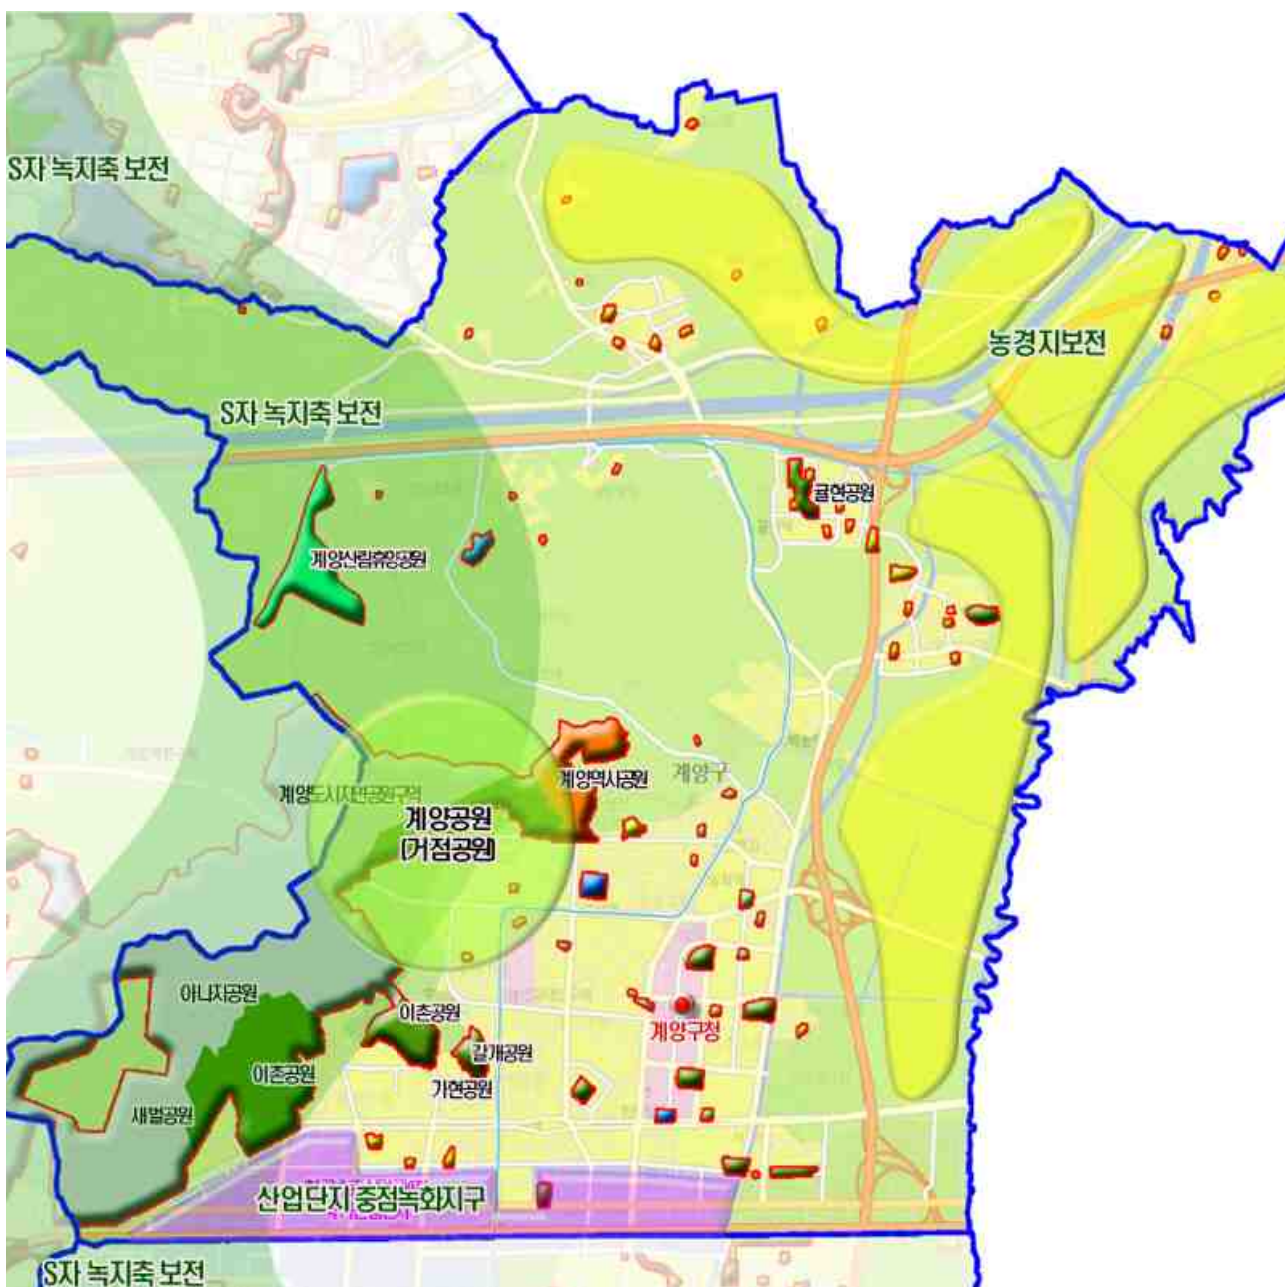 S자 녹지축 보전
농경지보전
S자 녹지축 보전
귤현공원
계양산림휴양공원
계양구
계양역사공원
계양도시자연공원구역
계양공원
(거점공원)
아나지공원
이촌공원
계양구청
갈개공원
이촌공원
가현공원
새벌공원
산업단지 중점녹화지구
S자 녹지축 보전